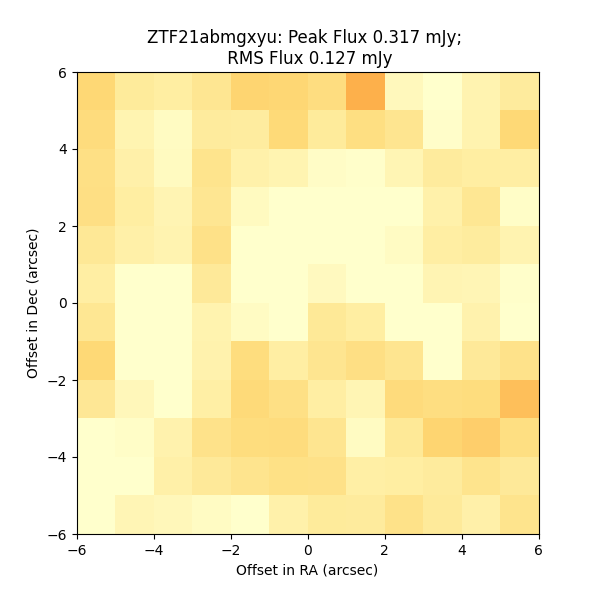 ZTF21abmgxyu: Peak Flux 0.317 mJy;
RMS Flux 0.127 mJy
6
4
2
0
−2
−4
−6
Offset in Dec (arcsec)
−6 −4 −2 0 2 4 6
Offset in RA (arcsec)